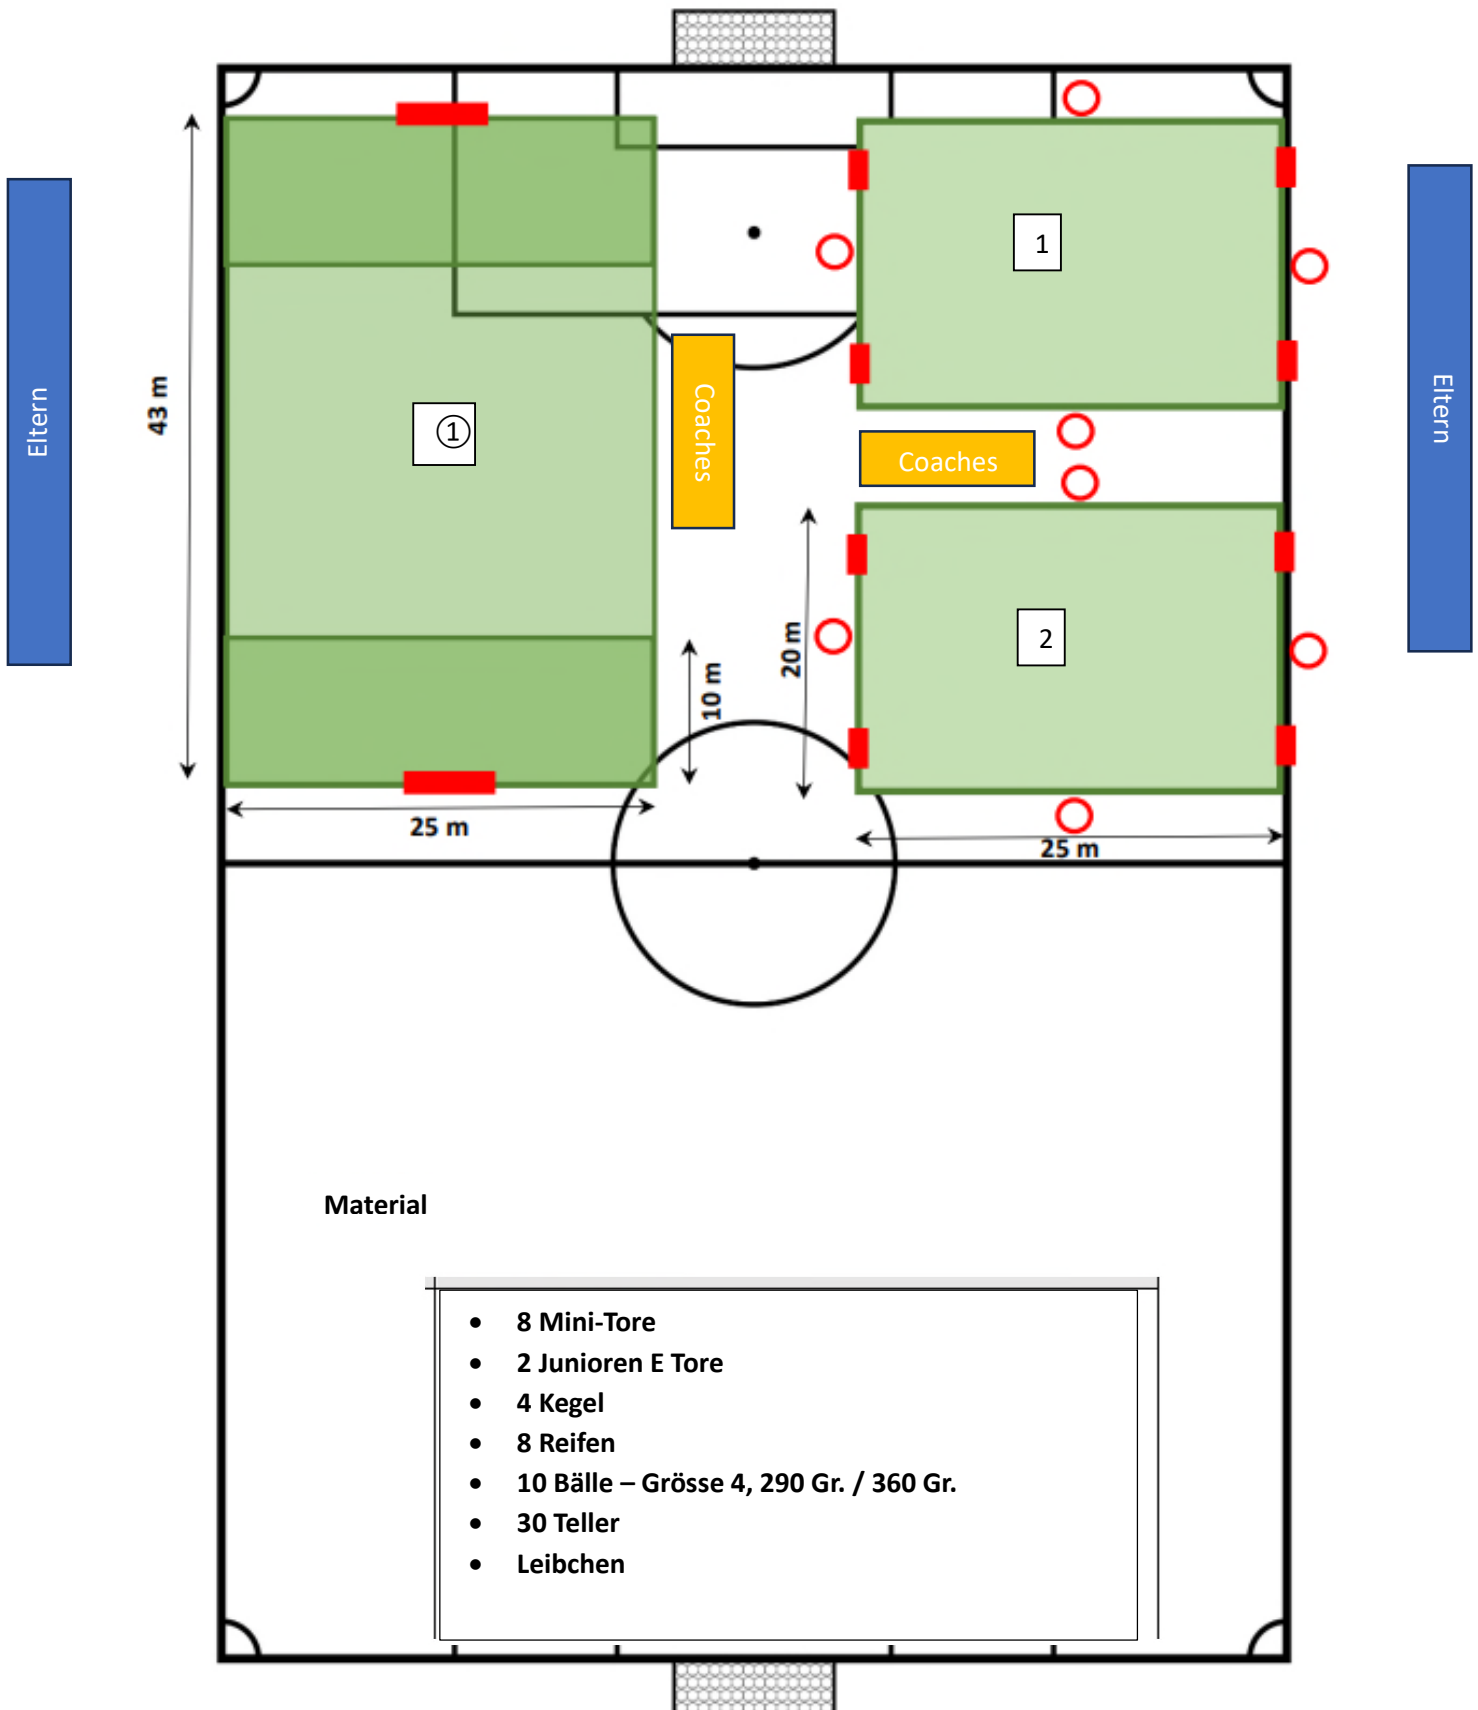 1
43 m
Eltern
Eltern
①
Coaches
Coaches
2
20 m
10 m
25 m
25 m
Material
• 8 Mini-Tore
• 2 Junioren E Tore
• 4 Kegel
• 8 Reifen
• 10 Bälle – Grösse 4, 290 Gr. / 360 Gr.
• 30 Teller
• Leibchen